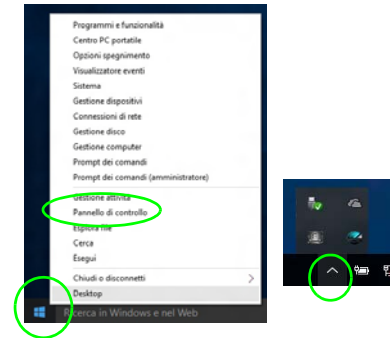 Programmi e funzionalità
Centro PC portatile
Opzioni spegnimento
Visualizzatore eventi
Sistema
Gestione dispositivi
Connessioni di rete
Gestione disco
Gestione computer
Prompt dei comandi
Prompt dei comandi (amministratore)
Gestione attività
Pannello di controllo
Esplora file
Cerca
Esegui
Chiudi o disconnetti
Desktop
Ricerca in Windows e nel Web